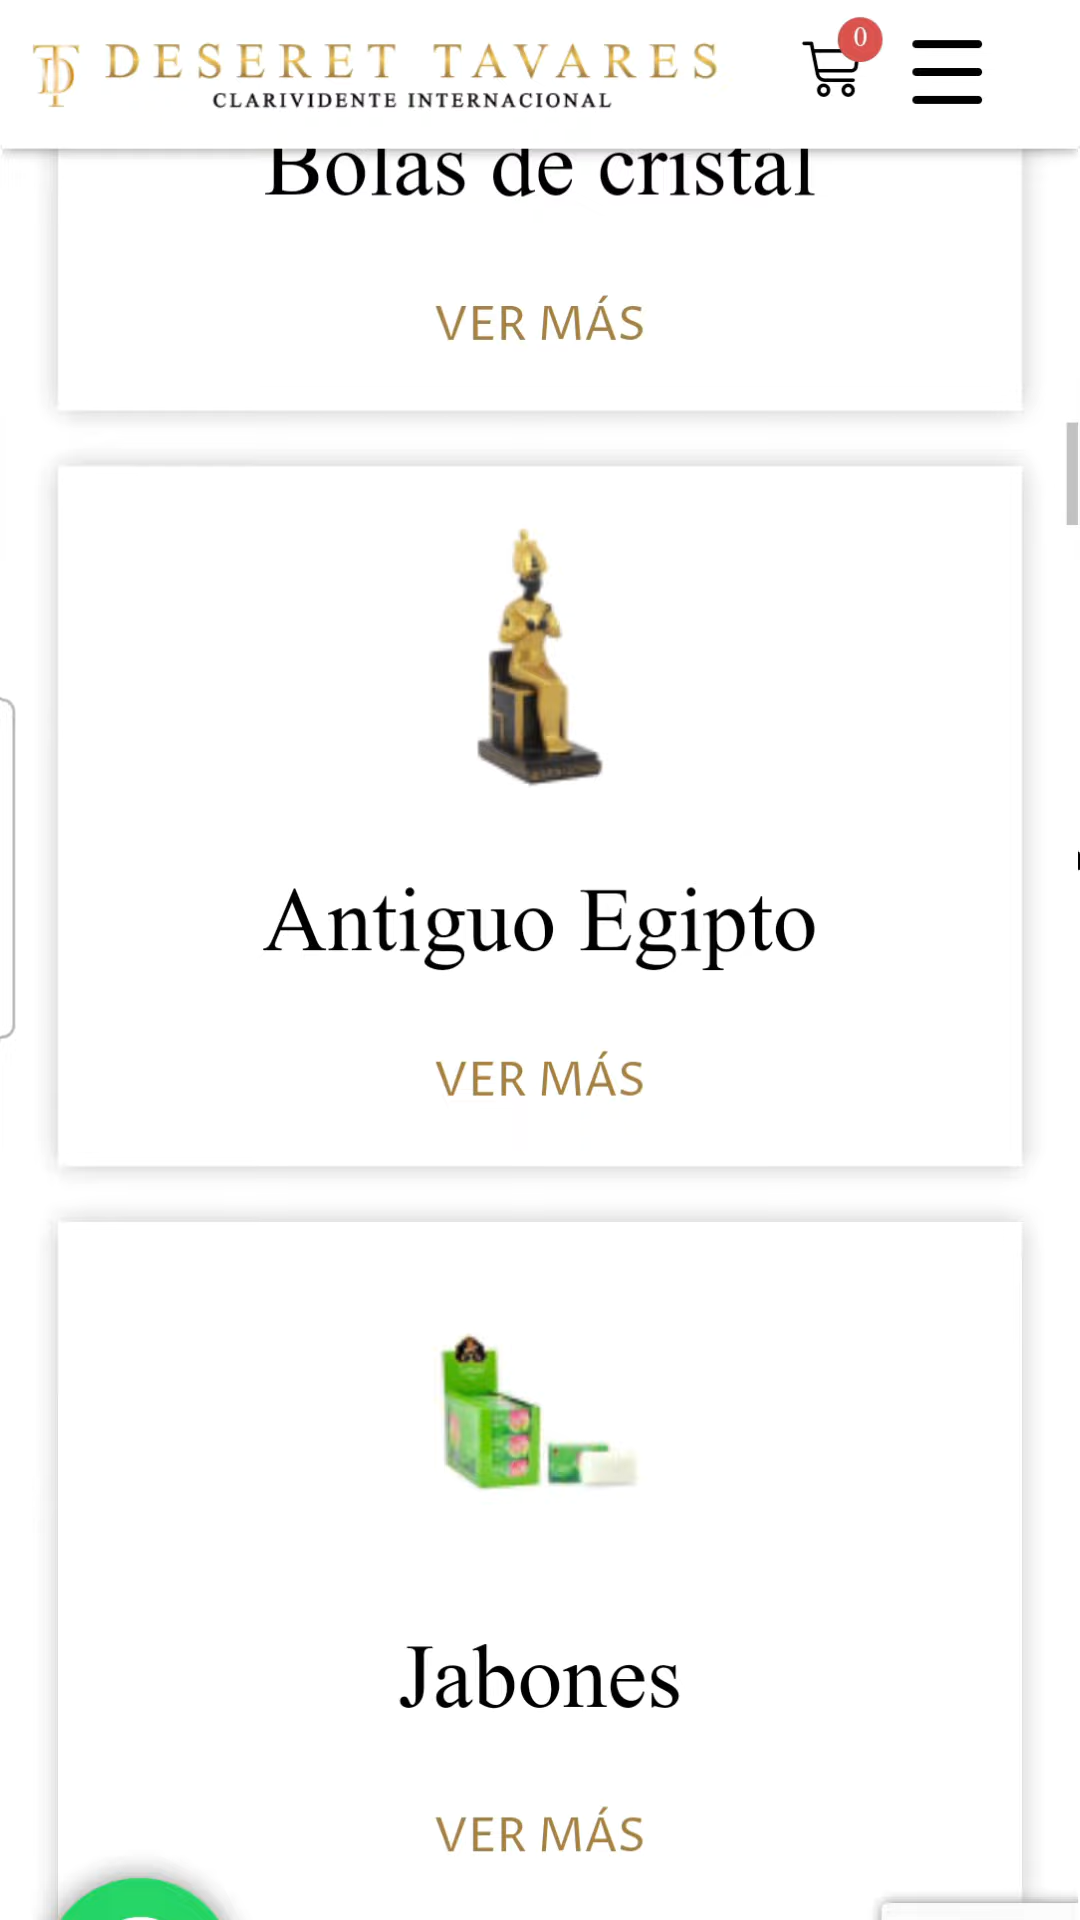 DESERET TAVARES
CLARIVIDENTE INTERNACIONAL
0
Bolas de cristal
VER MÁS
Antiguo Egipto
VER MÁS
Jabones
VER MÁS